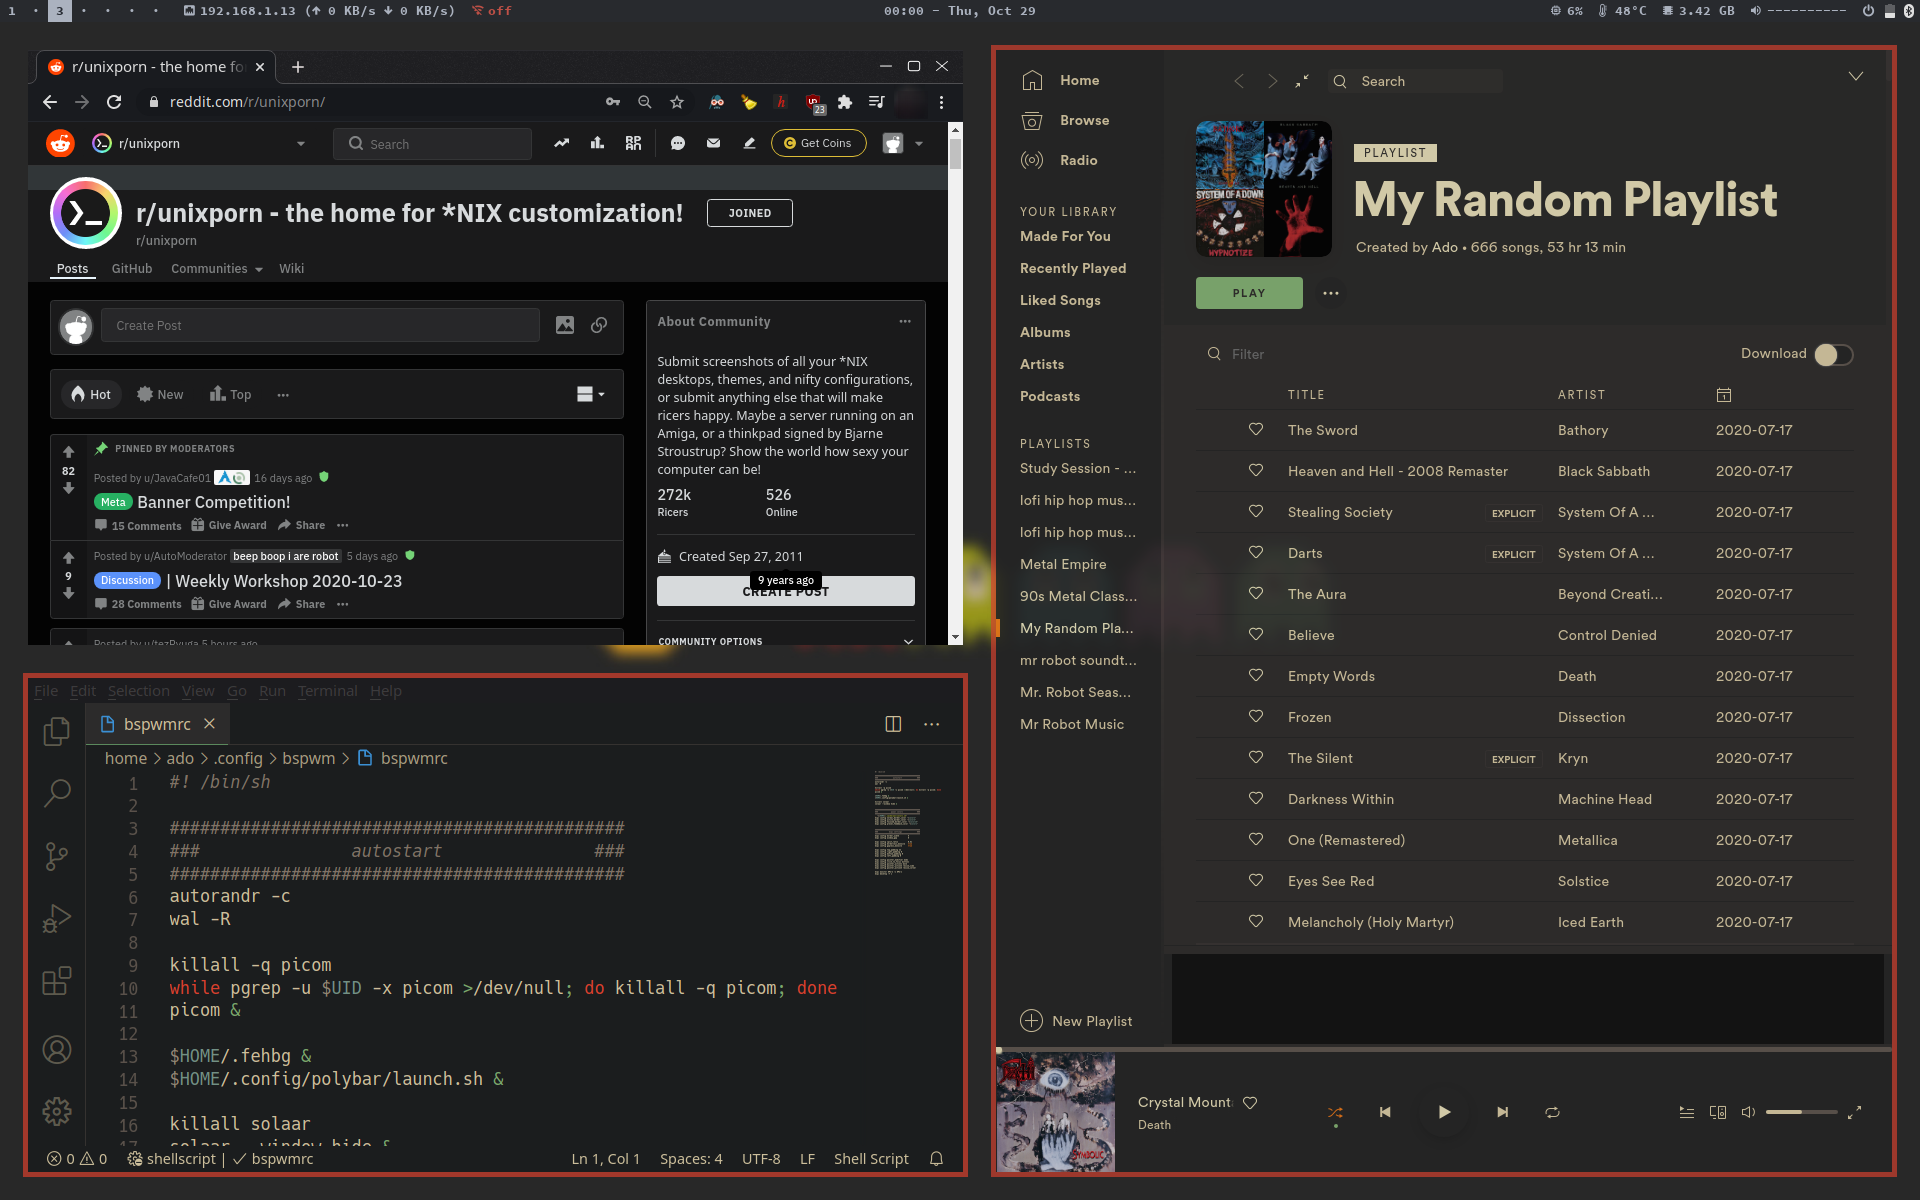 1 3 192.168.1.13 (↑ 0 KB/s ↓ 0 KB/s) off
00:00 - Thu, Oct 29
6% 48°C 3.42 GB ----------
r/unixporn - the home fo
reddit.com/r/unixporn/
23
r/unixporn
Search
Get Coins
r/unixporn - the home for *NIX customization!
JOINED
r/unixporn
Posts GitHub Communities Wiki
Create Post
Hot New Top ...
PINNED BY MODERATORS
82
Posted by u/JavaCafe01 16 days ago
Meta Banner Competition!
15 Comments Give Award Share ...
Posted by u/AutoModerator beep boop i are robot 5 days ago
9
Discussion | Weekly Workshop 2020-10-23
28 Comments Give Award Share ...
Posted by u/tezRyuga 5 hours ago
About Community ...
Submit screenshots of all your *NIX
desktops, themes, and nifty configurations,
or submit anything else that will make
ricers happy. Maybe a server running on an
Amiga, or a thinkpad signed by Bjarne
Stroustrup? Show the world how sexy your
computer can be!
272k 526
Ricers Online
Created Sep 27, 2011
9 years ago
CREATE POST
COMMUNITY OPTIONS
File Edit Selection View Go Run Terminal Help
bspwmrc
home > ado > .config > bspwm > bspwmrc
1 #! /bin/sh
2
3 #############################################
4 ### autostart ###
5 #############################################
6 autorandr -c
7 wal -R
8
9 killall -q picom
10 while pgrep -u $UID -x picom >/dev/null; do killall -q picom; done
11 picom &
12
13 $HOME/.fehbg &
14 $HOME/.config/polybar/launch.sh &
15
16 killall solaar
17 solaar --window hide &
0 0 shellscript | ✓ bspwmrc
Ln 1, Col 1 Spaces: 4 UTF-8 LF Shell Script
Home
Browse
Radio
YOUR LIBRARY
Made For You
Recently Played
Liked Songs
Albums
Artists
Podcasts
PLAYLISTS
Study Session - ...
lofi hip hop mus...
lofi hip hop mus...
Metal Empire
90s Metal Class...
My Random Pla...
mr robot soundt...
Mr. Robot Seas...
Mr Robot Music
New Playlist
Search
BLACK SABBATH
HEAVEN AND HELL
SYSTEM OF A DOWN
HYPNOTIZE
PLAYLIST
My Random Playlist
Created by Ado • 666 songs, 53 hr 13 min
PLAY
Filter
Download
TITLE ARTIST
The Sword Bathory 2020-07-17
Heaven and Hell - 2008 Remaster Black Sabbath 2020-07-17
Stealing Society EXPLICIT System Of A ... 2020-07-17
Darts EXPLICIT System Of A ... 2020-07-17
The Aura Beyond Creati... 2020-07-17
Believe Control Denied 2020-07-17
Empty Words Death 2020-07-17
Frozen Dissection 2020-07-17
The Silent EXPLICIT Kryn 2020-07-17
Darkness Within Machine Head 2020-07-17
One (Remastered) Metallica 2020-07-17
Eyes See Red Solstice 2020-07-17
Melancholy (Holy Martyr) Iced Earth 2020-07-17
Death
SYMBOLIC
Crystal Mount
Death